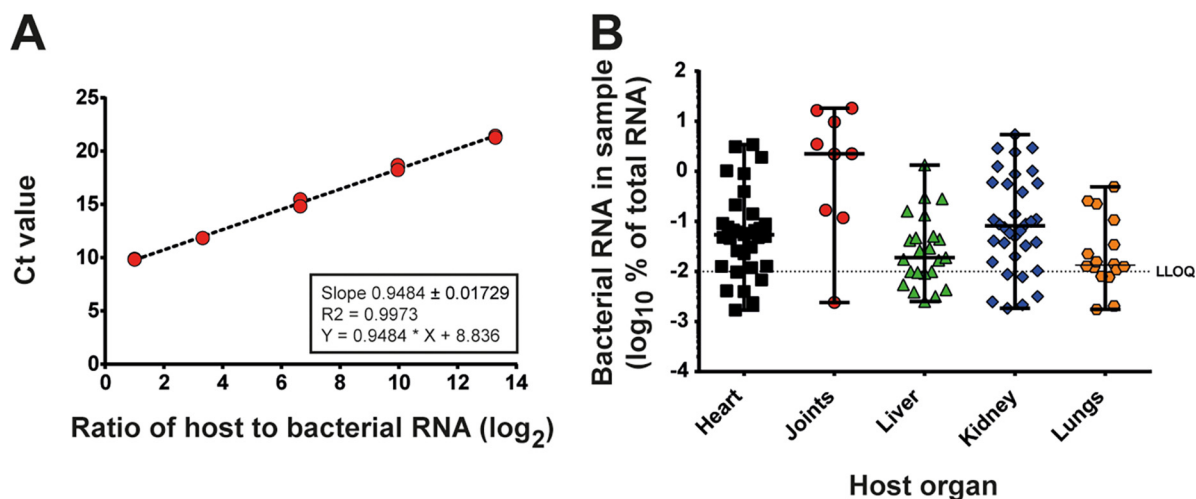 A
Ct value
25
20
15
10
5
0
0 2 4 6 8 10 12 14
Slope 0.9484 ± 0.01729
R2 = 0.9973
Y = 0.9484 * X + 8.836
Ratio of host to bacterial RNA (log2)
B
Bacterial RNA in sample
(log10 % of total RNA)
2
1
0
-1
-2
-3
-4
LLOQ
Heart
Joints
Liver
Kidney
Lungs
Host organ